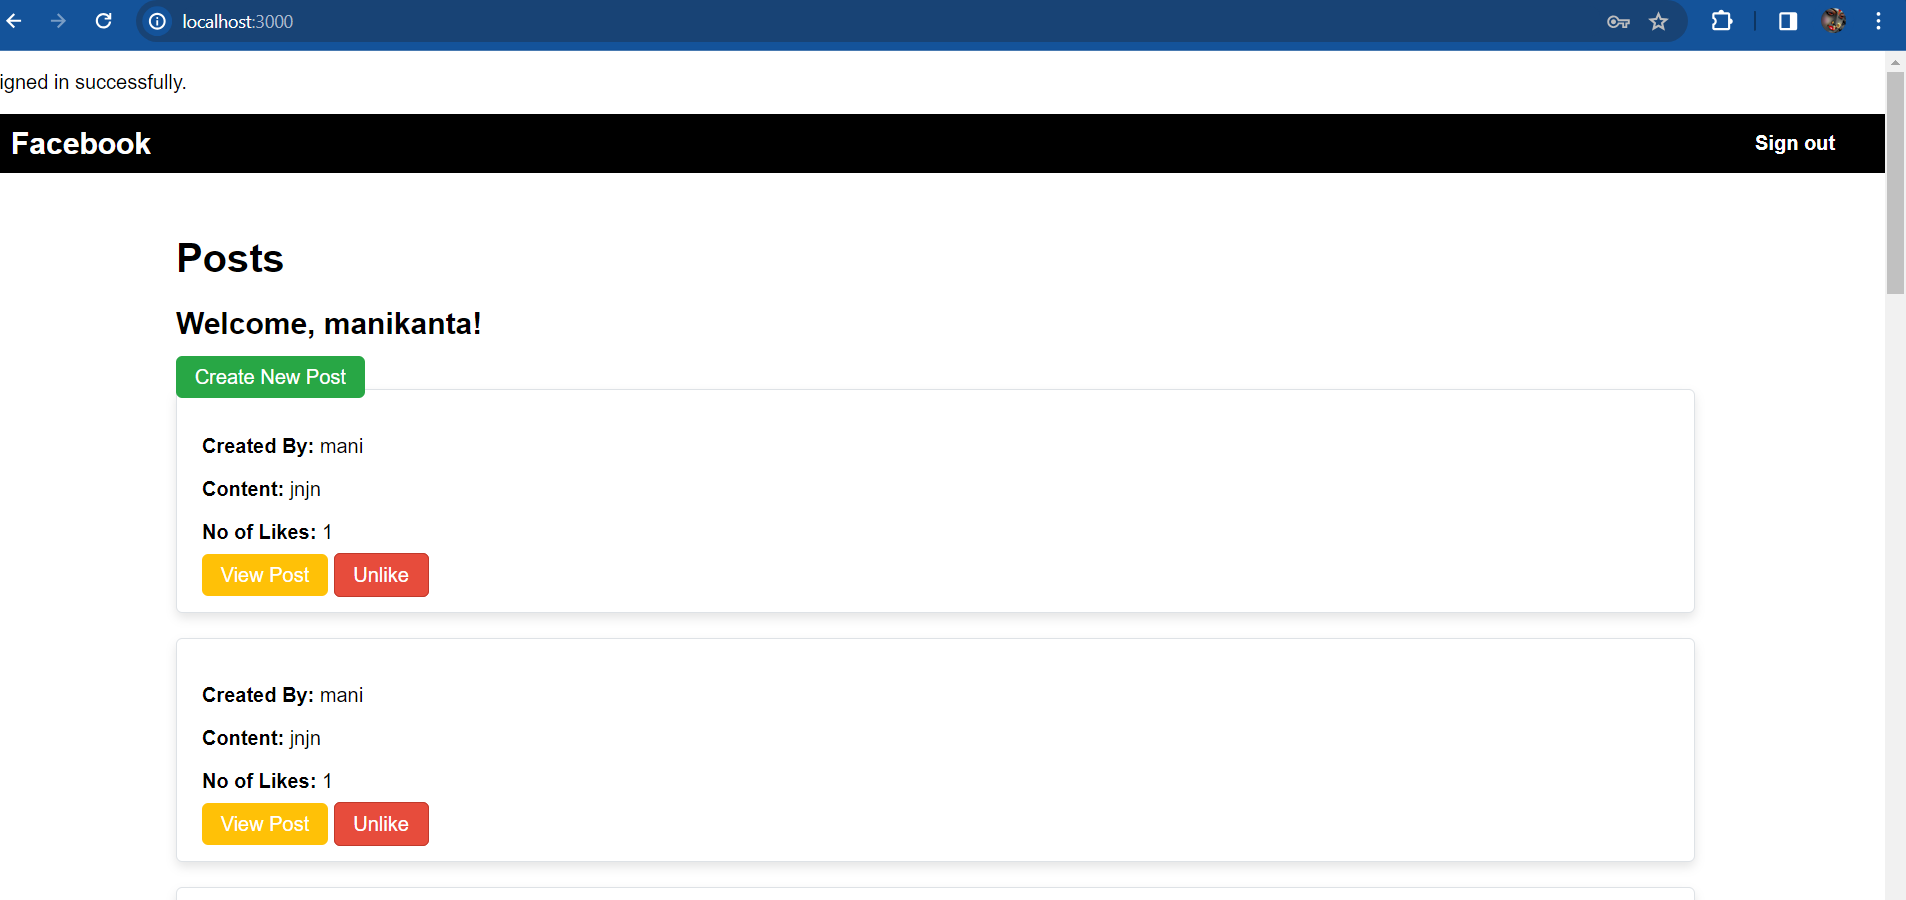 localhost:3000
igned in successfully.
Facebook
Sign out
Posts
Welcome, manikanta!
Create New Post
Created By: mani
Content: jnjn
No of Likes: 1
View Post Unlike
Created By: mani
Content: jnjn
No of Likes: 1
View Post Unlike